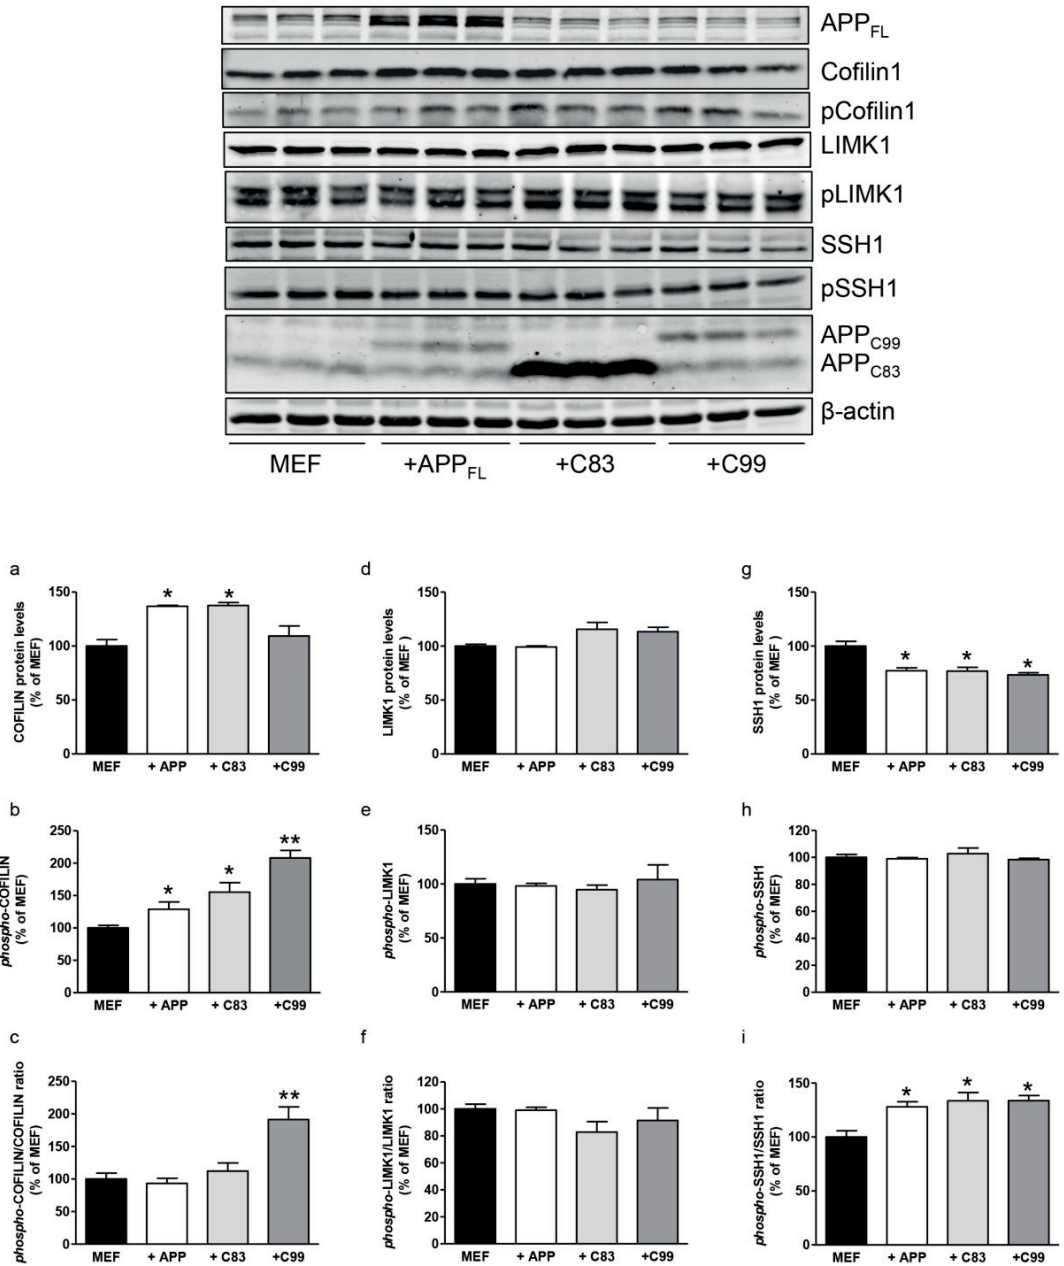 APPFL
Cofilin1
pCofilin1
LIMK1
pLIMK1
SSH1
pSSH1
APPC99
APPC83
β-actin
MEF +APPFL +C83 +C99
a
COFILIN protein levels
(% of MEF)
150
100
50
0
* *
MEF + APP + C83 +C99
d
LIMK1 protein levels
(% of MEF )
150
100
50
0
MEF + APP + C83 +C99
g
SSH1 protein levels
(% of MEF )
150
100
50
0
* * *
MEF + APP + C83 +C99
b
phospho-COFILIN
(% of MEF)
250
200
150
100
50
0
* * **
MEF + APP + C83 +C99
e
phospho-LIMK1
(% of MEF)
150
100
50
0
MEF + APP + C83 +C99
h
phospho-SSH1
(% of MEF)
120
100
80
60
40
20
0
MEF + APP + C83 +C99
c
phospho-COFILIN/COFILIN ratio
(% of MEF)
250
200
150
100
50
0
**
MEF + APP + C83 +C99
f
phospho-LIMK1/LIMK1 ratio
(% of MEF)
120
100
80
60
40
20
0
MEF + APP + C83 +C99
i
phospho-SSH1/SSH1 ratio
(% of MEF)
150
100
50
0
* * *
MEF + APP + C83 +C99